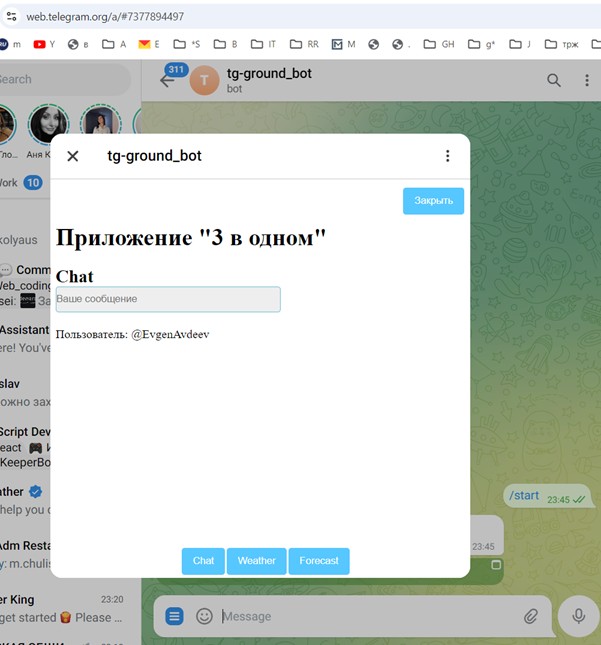 web.telegram.org/a/#7377894497
m Y в A E *S B IT RR M . GH g* J трж
Search
311
T
tg-ground_bot
bot
Гло...
Аня К
Work 10
tg-ground_bot
Закрыть
Приложение "3 в одном"
Chat
Ваше сообщение
Пользователь: @EvgenAvdeev
Chat Weather Forecast
kolyaus
Comm
Web_coding
sei:
Assistant
ere! You've
slav
ожно зах
Script Dev
eact
KeeperBo
ather
help you
Adm Resta
y: m.chulis
er King 23:20
get started Please ...
/start 23:45
23:45
Message